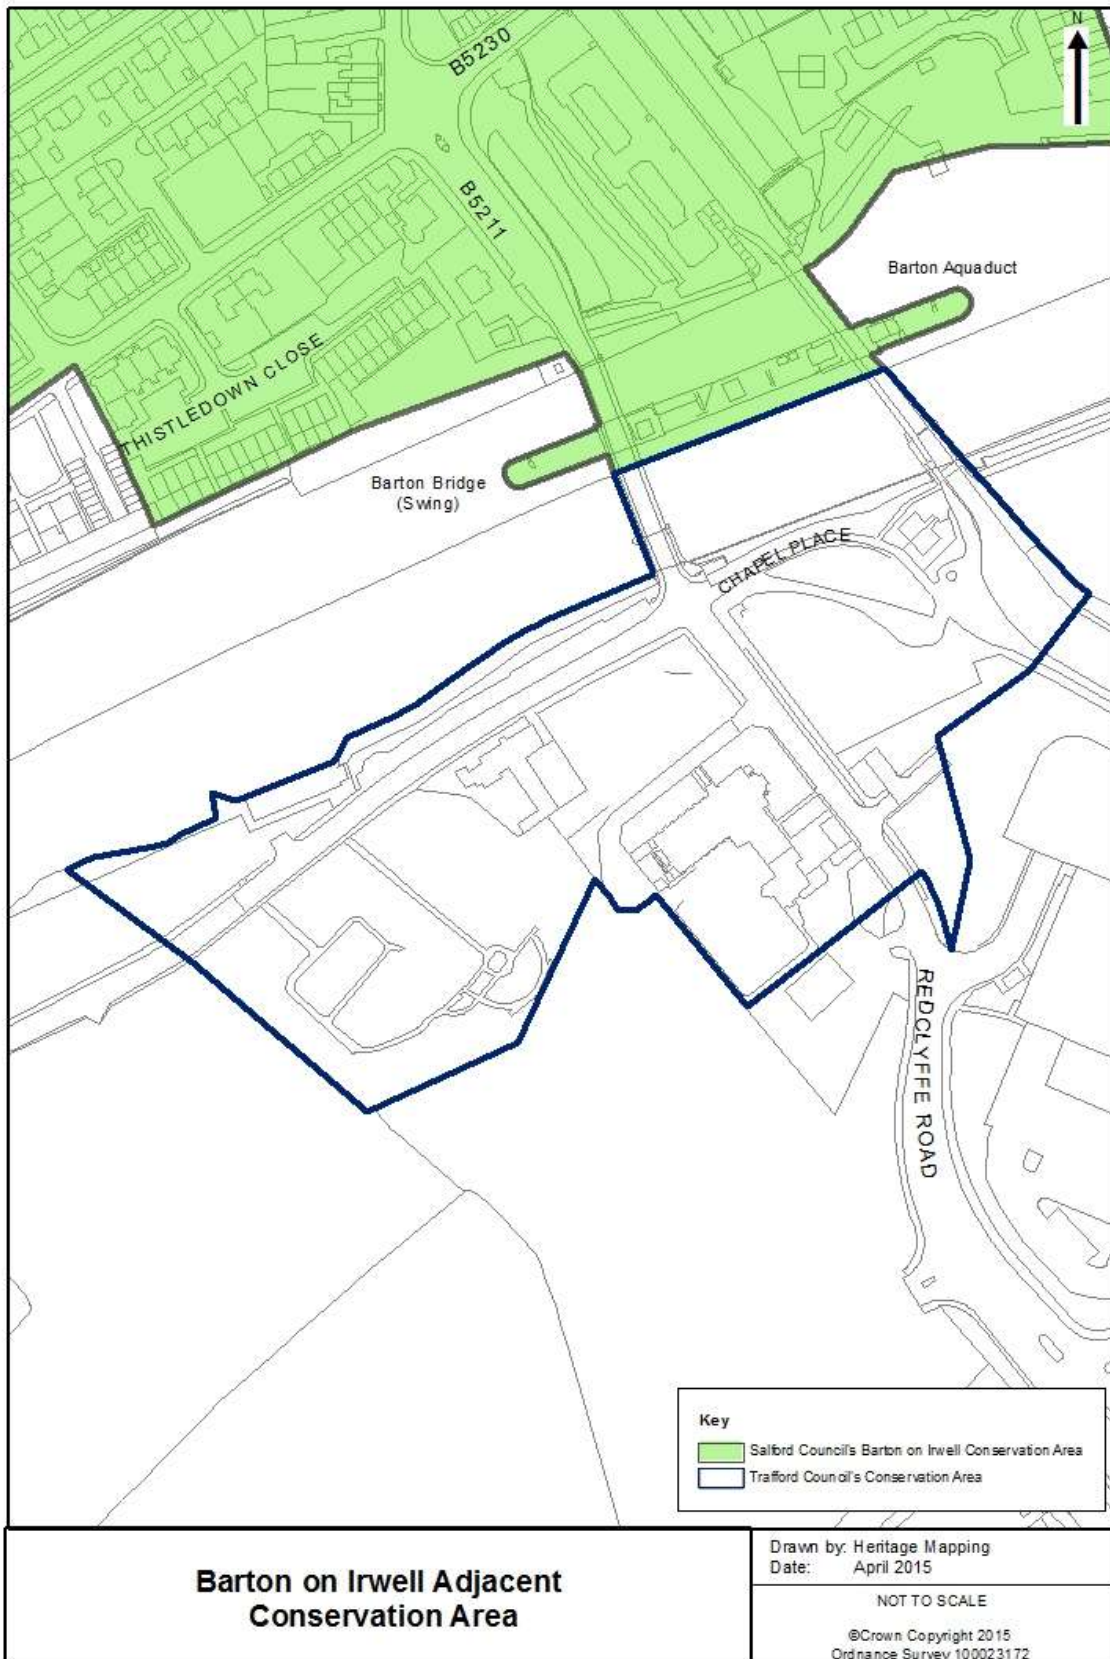 N
B5230
B5211
Barton Aquaduct
THISTLEDOWN CLOSE
Barton Bridge
(Swing)
CHAPEL PLACE
REDCLYFFE ROAD
Key
Salford Council's Barton on Irwell Conservation Area
Trafford Council's Conservation Area
Barton on Irwell Adjacent
Conservation Area
Drawn by: Heritage Mapping
Date: April 2015
NOT TO SCALE
©Crown Copyright 2015
Ordnance Survey 100023172